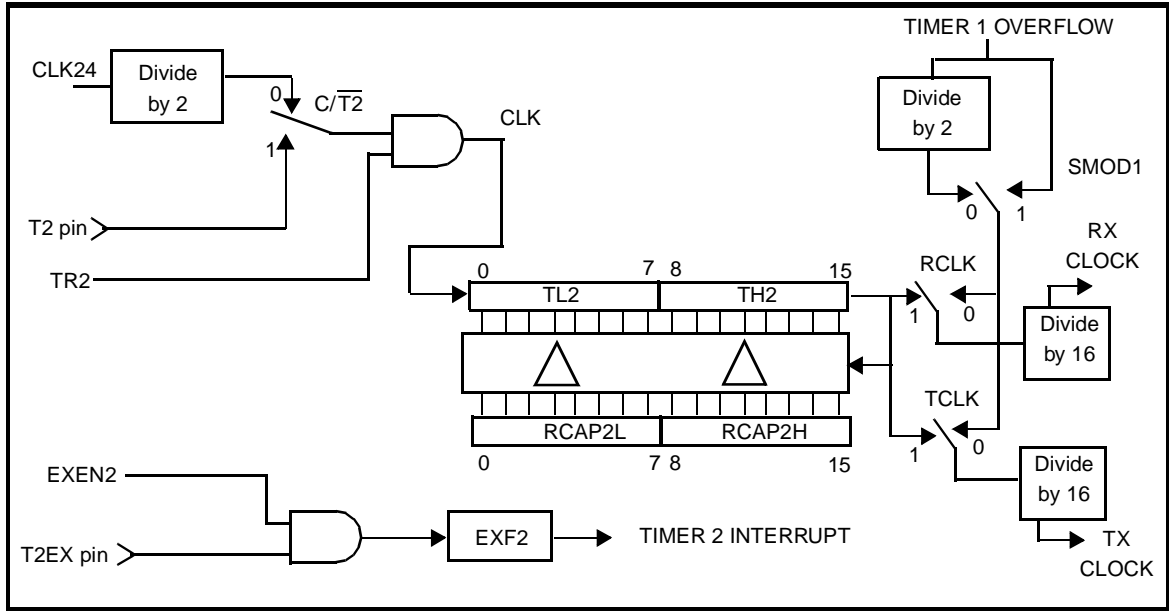 TIMER 1 OVERFLOW
CLK24
Divide
by 2
0
C/T2
1
CLK
Divide
by 2
SMOD1
0
1
T2 pin
TR2
RX
CLOCK
0
7
8
15
TL2
TH2
RCLK
1
0
Divide
by 16
RCAP2L
RCAP2H
0
7
8
15
TCLK
1
0
Divide
by 16
TX
CLOCK
EXEN2
T2EX pin
EXF2
TIMER 2 INTERRUPT